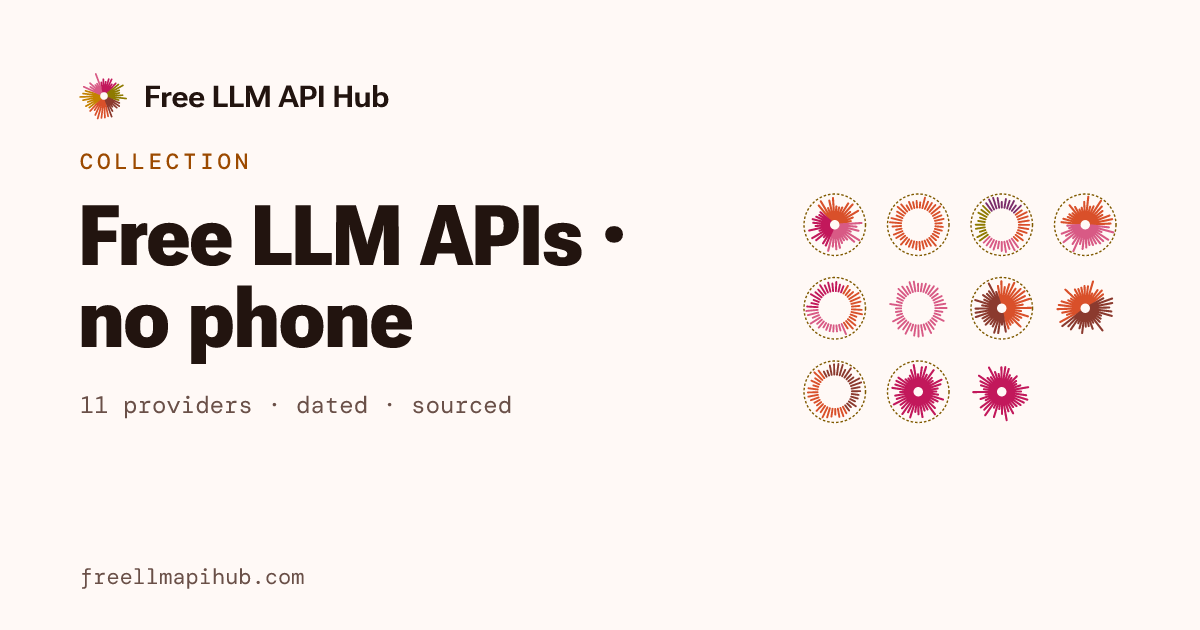 Free LLM API Hub
COLLECTION
Free LLM APIs ·
no phone
11 providers · dated · sourced
freellmapihub.com